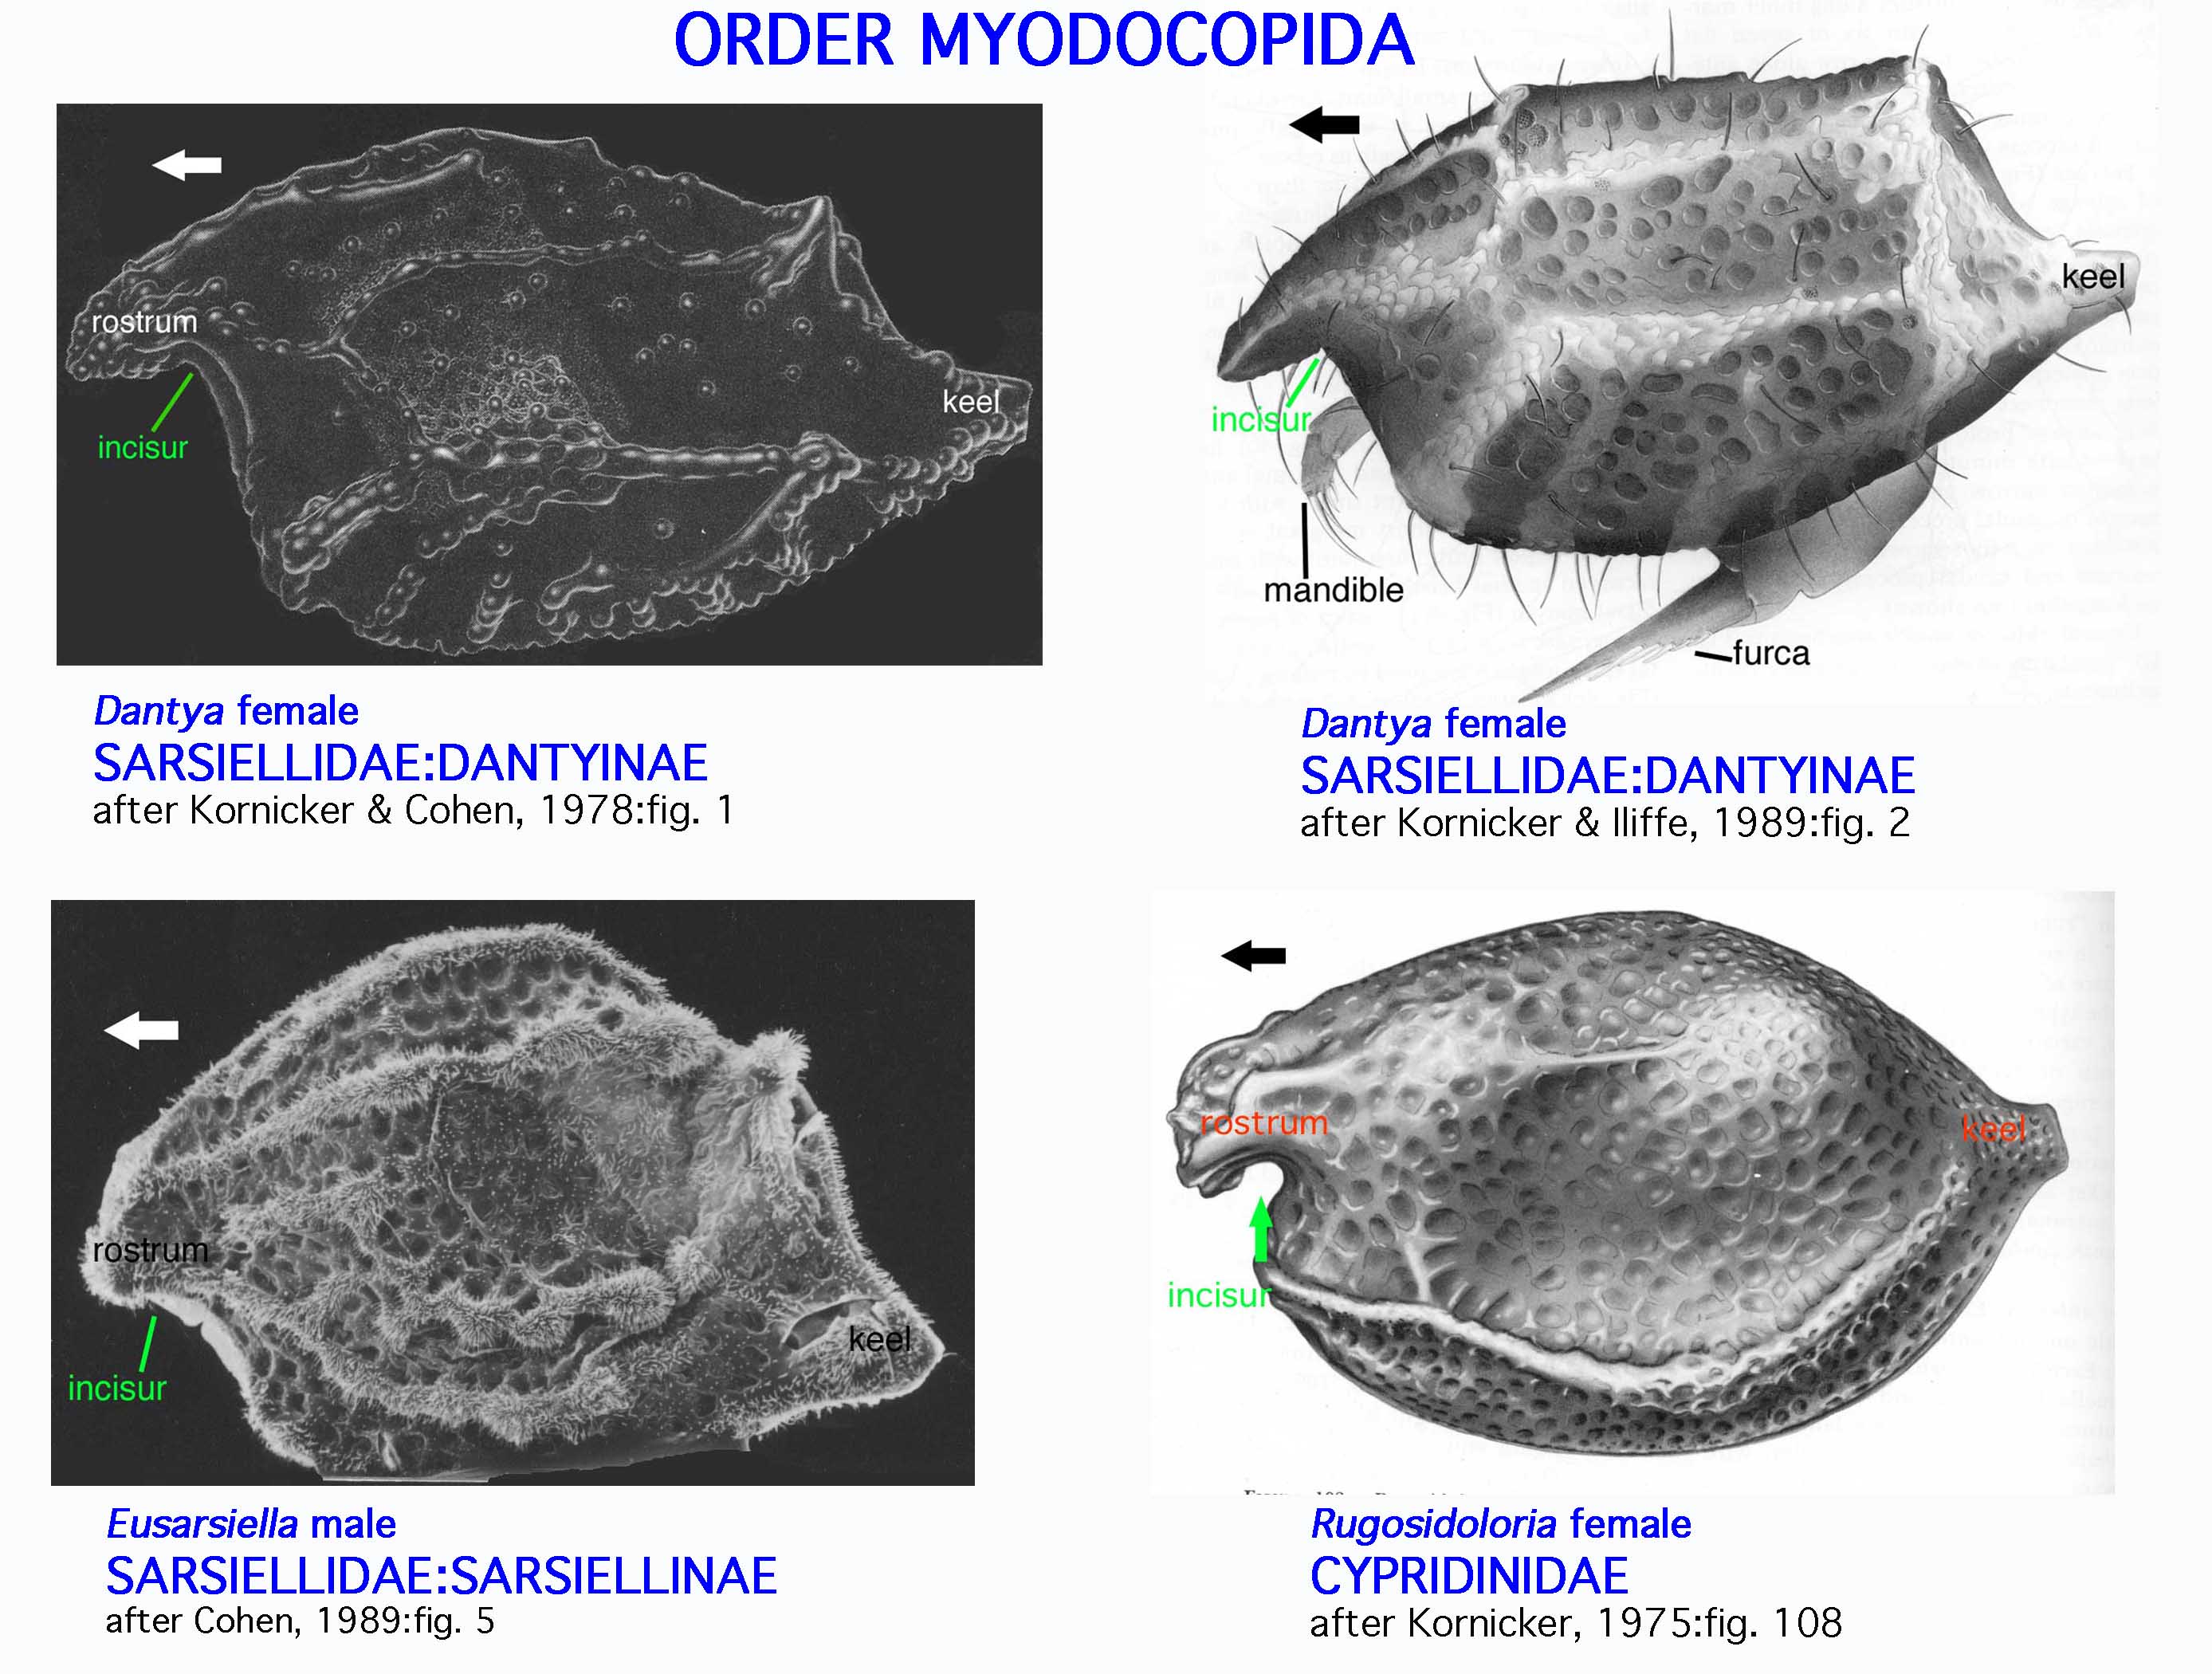 ORDER MYODOCOPIDA
rostrum
incisur
keel
Dantya female
SARSIELLIDAE:DANTYINAE
after Kornicker & Cohen, 1978:fig. 1
keel
incisur
mandible
furca
Dantya female
SARSIELLIDAE:DANTYINAE
after Kornicker & Iliffe, 1989:fig. 2
rostrum
incisur
keel
Eusarsiella male
SARSIELLIDAE:SARSIELLINAE
after Cohen, 1989:fig. 5
rostrum
keel
incisur
Rugosidoloria female
CYPRIDINIDAE
after Kornicker, 1975:fig. 108